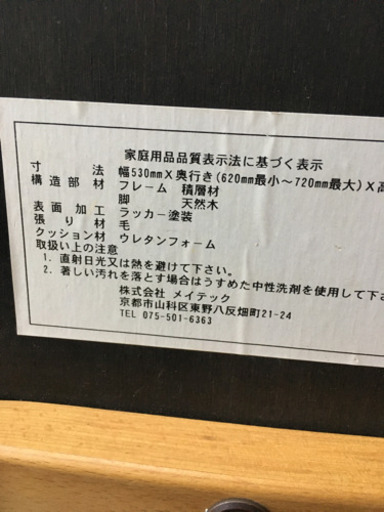 家庭用品品質表示法に基づく表示
寸法 幅530mm×奥行き(620mm最小～720mm最大)×高
構造部材 フレーム 積層材
脚 天然木
表面加工 ラッカー塗装
張り材 毛
クッション材 ウレタンフォーム
取扱い上の注意
1. 直射日光又は熱を避けて下さい。
2. 著しい汚れを落とす場合はうすめた中性洗剤を使用して下さ
株式会社 メイテック
京都市山科区東野八反畑町21-24
TEL 075-501-6363